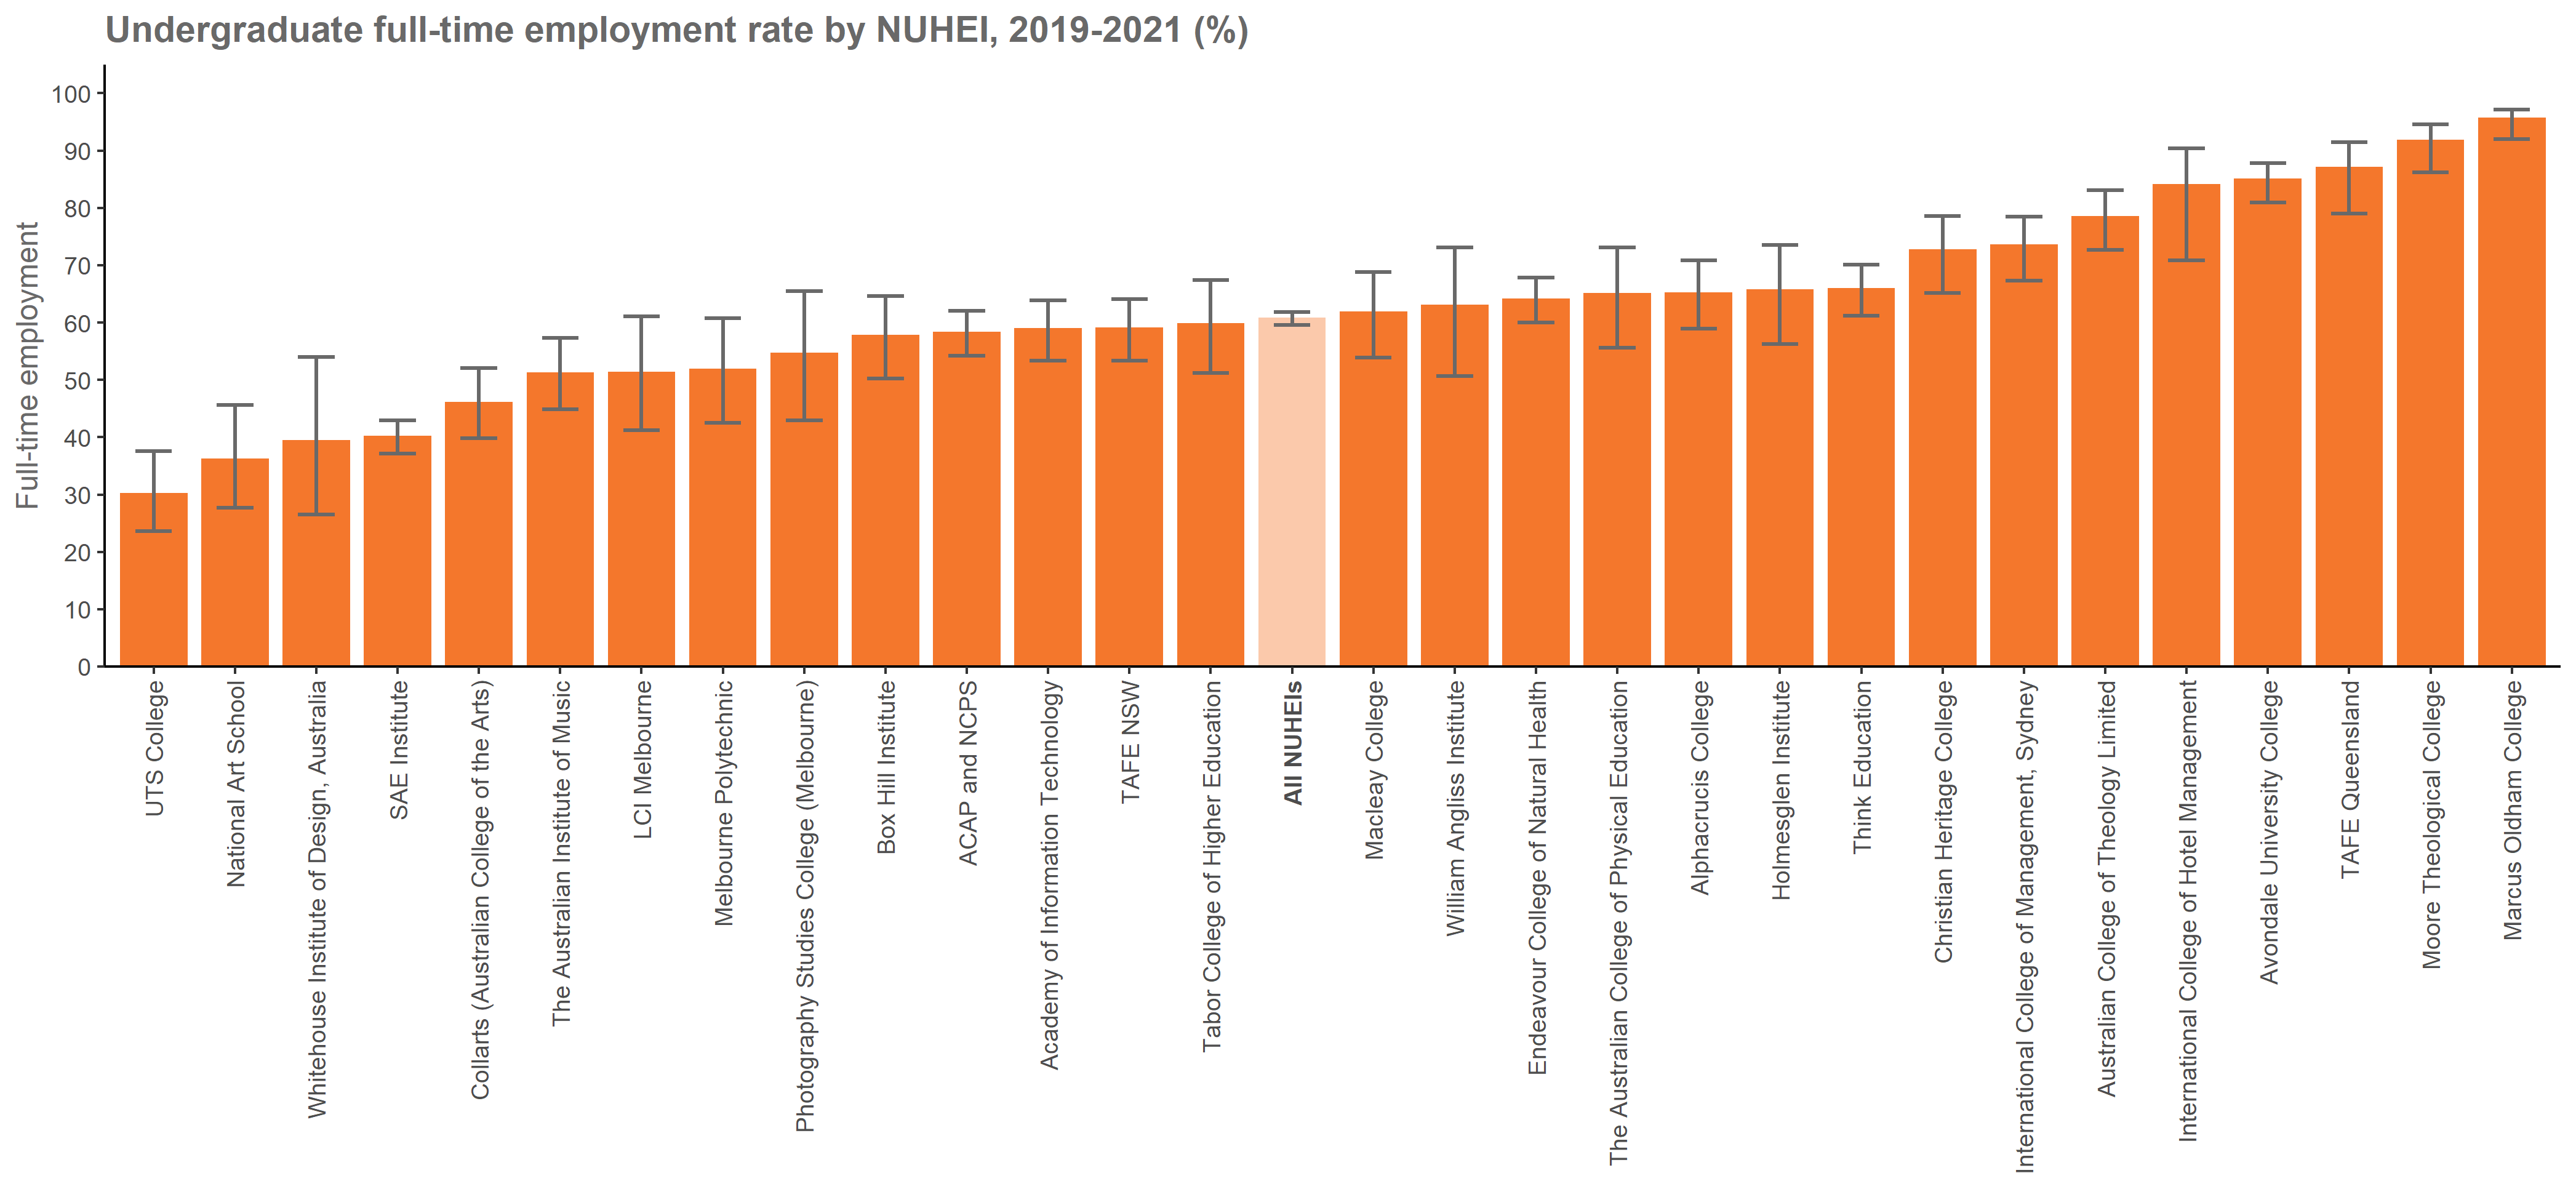 Undergraduate full-time employment rate by NUHEI, 2019-2021 (%)
Full-time employment
100
90
80
70
60
50
40
30
20
10
0
UTS College
National Art School
Whitehouse Institute of Design, Australia
SAE Institute
Collarts (Australian College of the Arts)
The Australian Institute of Music
LCI Melbourne
Melbourne Polytechnic
Photography Studies College (Melbourne)
Box Hill Institute
ACAP and NCPS
Academy of Information Technology
TAFE NSW
Tabor College of Higher Education
All NUHEIs
Macleay College
William Angliss Institute
Endeavour College of Natural Health
The Australian College of Physical Education
Alphacrucis College
Holmesglen Institute
Think Education
Christian Heritage College
International College of Management, Sydney
Australian College of Theology Limited
International College of Hotel Management
Avondale University College
TAFE Queensland
Moore Theological College
Marcus Oldham College